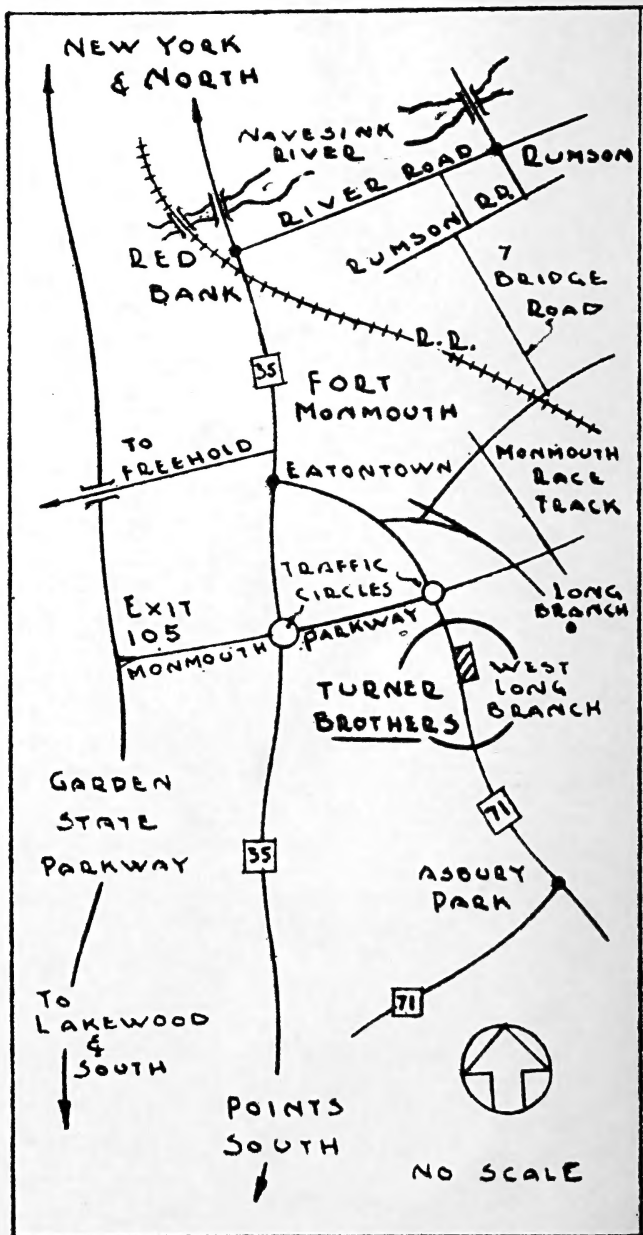 NEW YORK
& NORTH
NAVESINK
RIVER
RIVER ROAD
RUMSON
RUMSON RD.
RED
BANK
7
BRIDGE
ROAD
R.R.
35
FORT
MONMOUTH
TO
FREEHOLD
EATONTOWN
MONMOUTH
RACE
TRACK
TRAFFIC
CIRCLES
LONG
BRANCH
EXIT
105
MONMOUTH PARKWAY
TURNER
BROTHERS
WEST
LONG
BRANCH
GARDEN
STATE
PARKWAY
71
35
ASBURY
PARK
71
TO
LAKEWOOD
&
SOUTH
POINTS
SOUTH
NO SCALE